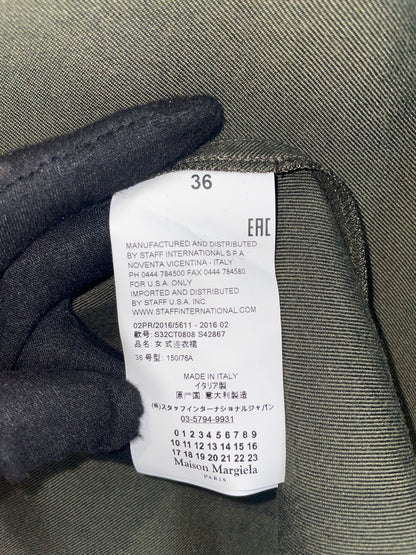 36
EAC
MANUFACTURED AND DISTRIBUTED
BY STAFF INTERNATIONAL S.P.A.
NOVENTA VICENTINA - ITALY
PH 0444 784500 FAX 0444 784580
FOR U.S.A. ONLY
IMPORTED AND DISTRIBUTED
BY STAFF U.S.A. INC.
WWW.STAFFINTERNATIONAL.COM
02PR/2016/5611 - 2016 02
款号: S32CT0808 S42867
品名: 女 式连衣裙
36 号型: 150/76A
MADE IN ITALY
イタリア製
原产国: 意大利製造
(株)スタッフインターナショナルジャパン
03-5794-9931
0 1 2 3 4 5 6 7 8 9
10 11 12 13 14 15 16
17 18 19 20 21 22 23
Maison Margiela
PARIS